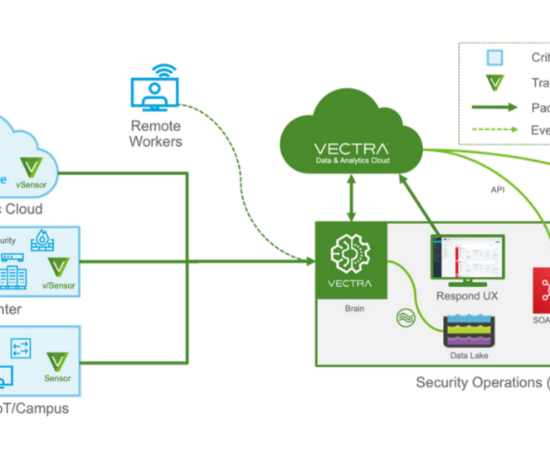 Crit
Tra
Pac
Eve
Remote
Workers
VECTRA
Data & Analytics Cloud
e
vSensor
c Cloud
API
urity
v/Sensor
nter
VECTRA
Brain
Respond UX
SOA
Data Lake
Sensor
oT/Campus
Security Operations (